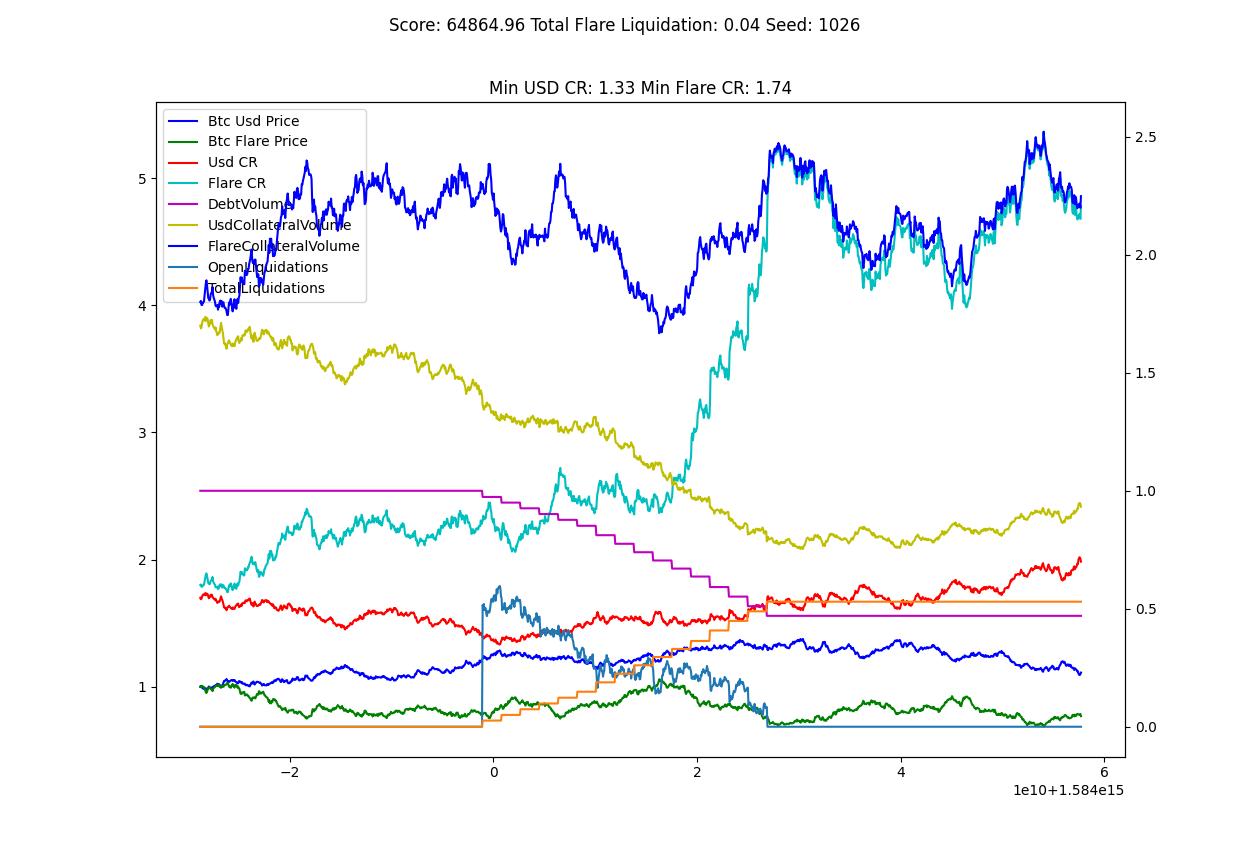 Score: 64864.96 Total Flare Liquidation: 0.04 Seed: 1026
Min USD CR: 1.33 Min Flare CR: 1.74
Btc Usd Price
Btc Flare Price
Usd CR
Flare CR
DebtVolume
UsdCollateralVolume
FlareCollateralVolume
OpenLiquidations
TotalLiquidations
5
4
3
2
1
2.5
2.0
1.5
1.0
0.5
0.0
−2
0
2
4
6
1e10+1.584e15